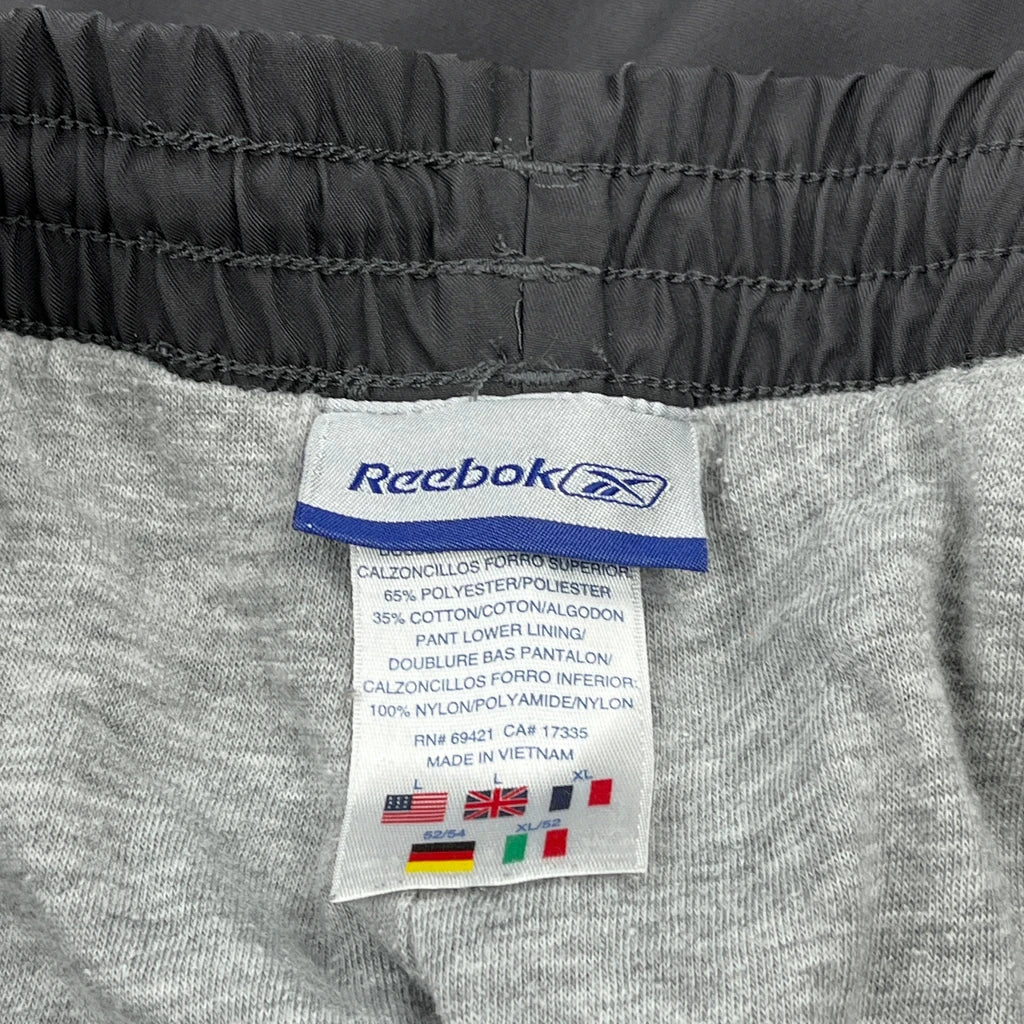 Reebok
CALZONCILLOS FORRO SUPERIOR:
65% POLYESTER/POLIESTER
35% COTTON/COTON/ALGODON
PANT LOWER LINING/
DOUBLURE BAS PANTALON/
CALZONCILLOS FORRO INFERIOR:
100% NYLON/POLYAMIDE/NYLON
RN# 69421 CA# 17335
MADE IN VIETNAM
L L XL
52/54 XL/52